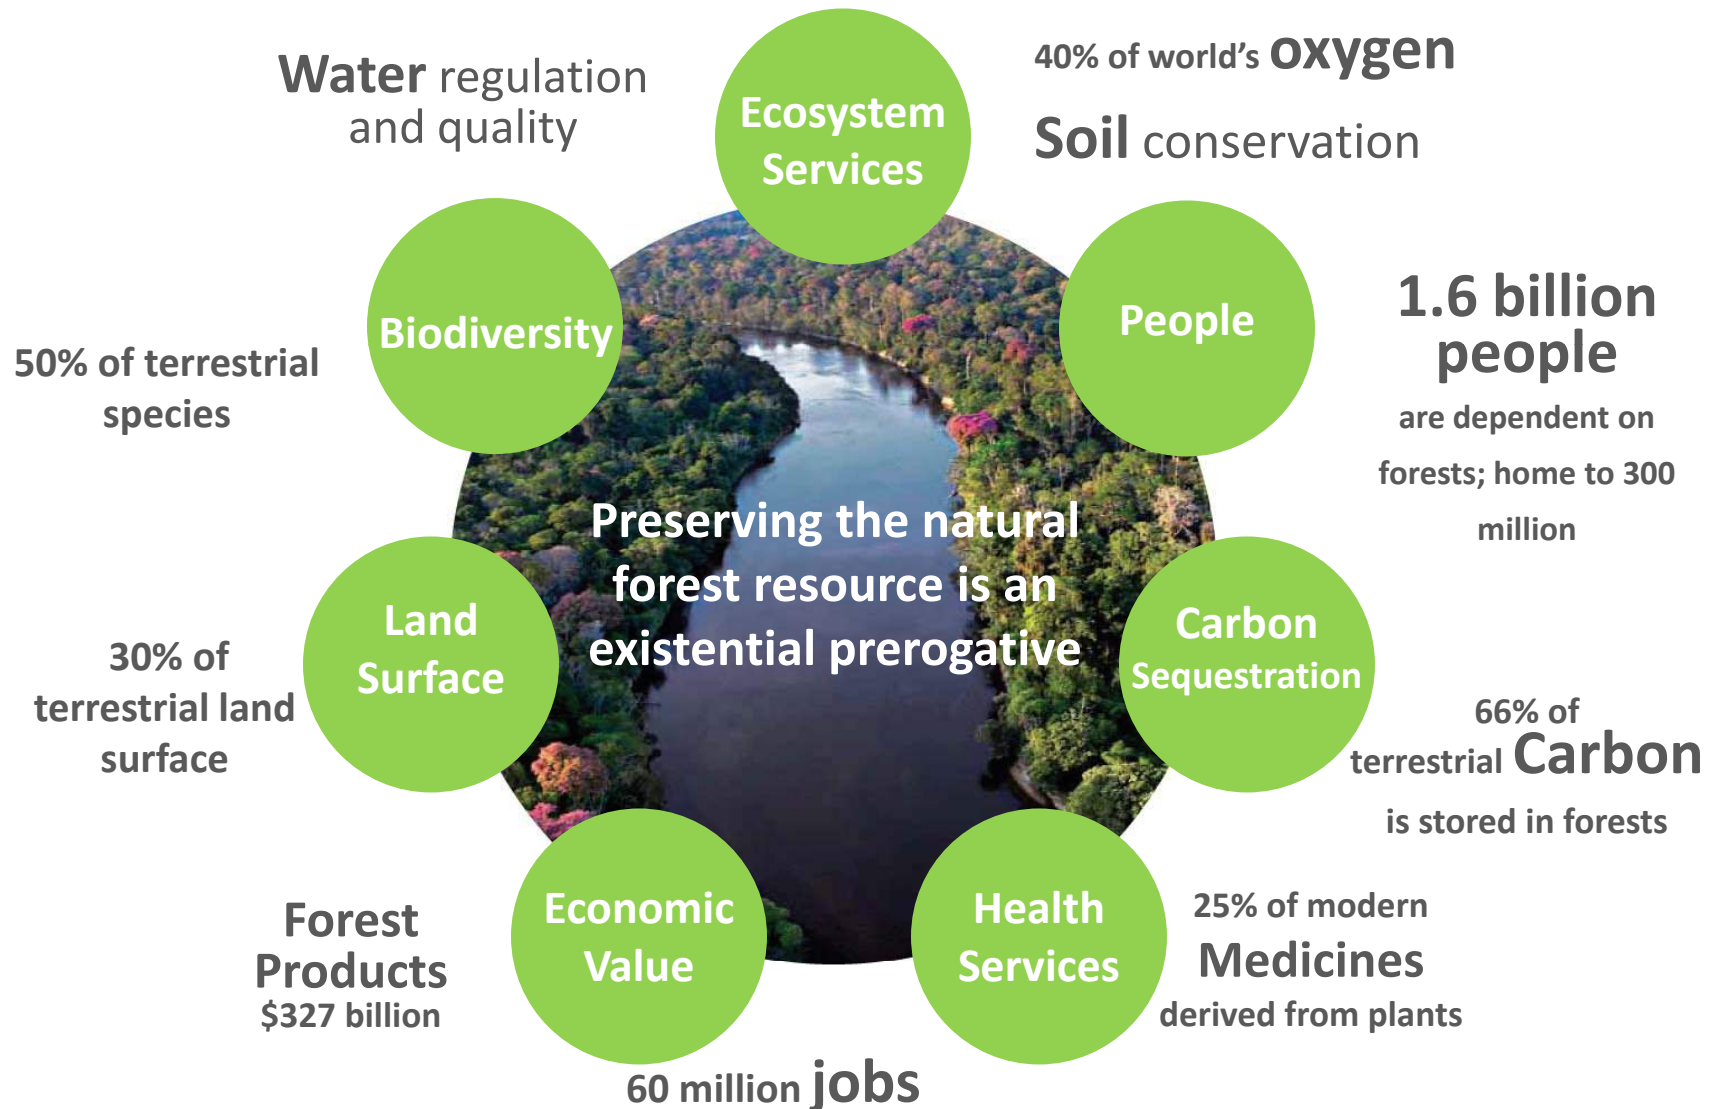 Water regulation
and quality
Ecosystem
Services
40% of world's oxygen
Soil conservation
Biodiversity
50% of terrestrial
species
People
1.6 billion
people
are dependent on
forests; home to 300
million
Preserving the natural
forest resource is an
existential prerogative
Land
Surface
30% of
terrestrial land
surface
Carbon
Sequestration
66% of
terrestrial Carbon
is stored in forests
Economic
Value
Forest
Products
$327 billion
60 million jobs
Health
Services
25% of modern
Medicines
derived from plants